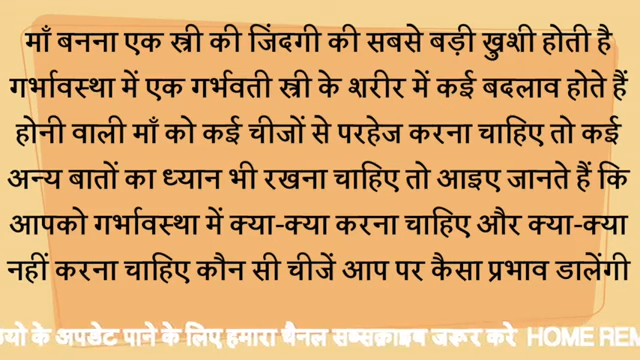 माँ बनना एक स्त्री की जिंदगी की सबसे बड़ी ख़ुशी होती है
गर्भावस्था में एक गर्भवती स्त्री के शरीर में कई बदलाव होते हैं
होनी वाली माँ को कई चीजों से परहेज करना चाहिए तो कई
अन्य बातों का ध्यान भी रखना चाहिए तो आइए जानते हैं कि
आपको गर्भावस्था में क्या-क्या करना चाहिए और क्या-क्या
नहीं करना चाहिए कौन सी चीजें आप पर कैसा प्रभाव डालेंगी
के अपडेट पाने के लिए हमारा चैनल सब्सक्राइब जरूर करे HOME